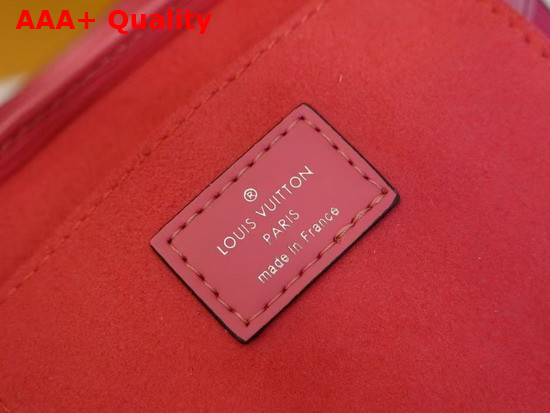 AAA+ Quality
®
LOUIS VUITTON
PARIS
made in France